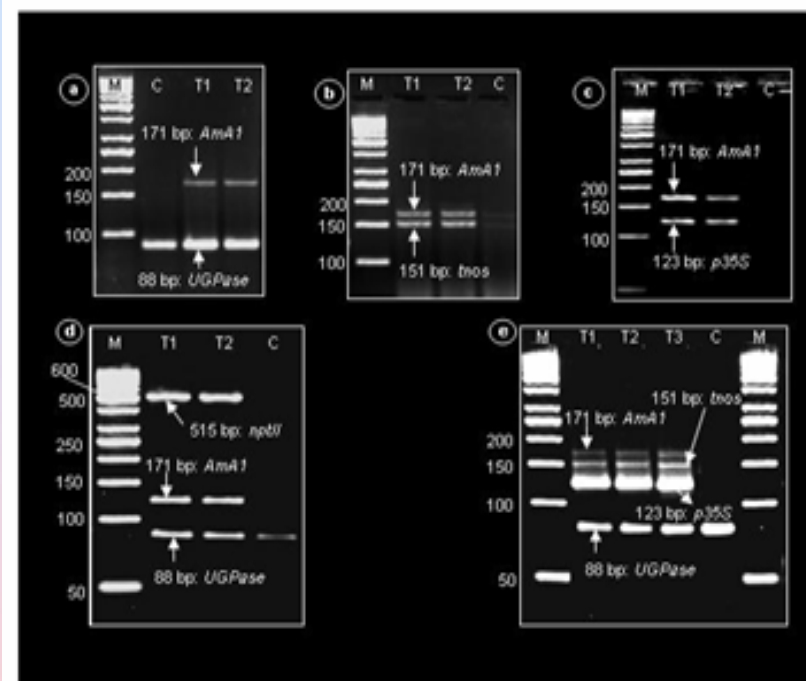 a
M C T1 T2
171 bp: AmA1
200
150
100
88 bp: UGPase
b
M T1 T2 C
171 bp: AmA1
200
150
100
151 bp: tnos
c
M T1 T2 C
171 bp: AmA1
200
150
100
123 bp: p35S
d
M T1 T2 C
600
500
515 bp: nptII
250
171 bp: AmA1
150
100
88 bp: UGPase
50
e
M T1 T2 T3 C M
151 bp: tnos
171 bp: AmA1
200
150
100
123 bp: p35S
88 bp: UGPase
50